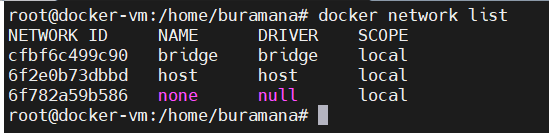 root@docker-vm:/home/buramana# docker network list
NETWORK ID     NAME      DRIVER    SCOPE
cfbf6c499c90   bridge    bridge    local
6f2e0b73dbbd   host      host      local
6f782a59b586   none      null      local
root@docker-vm:/home/buramana#